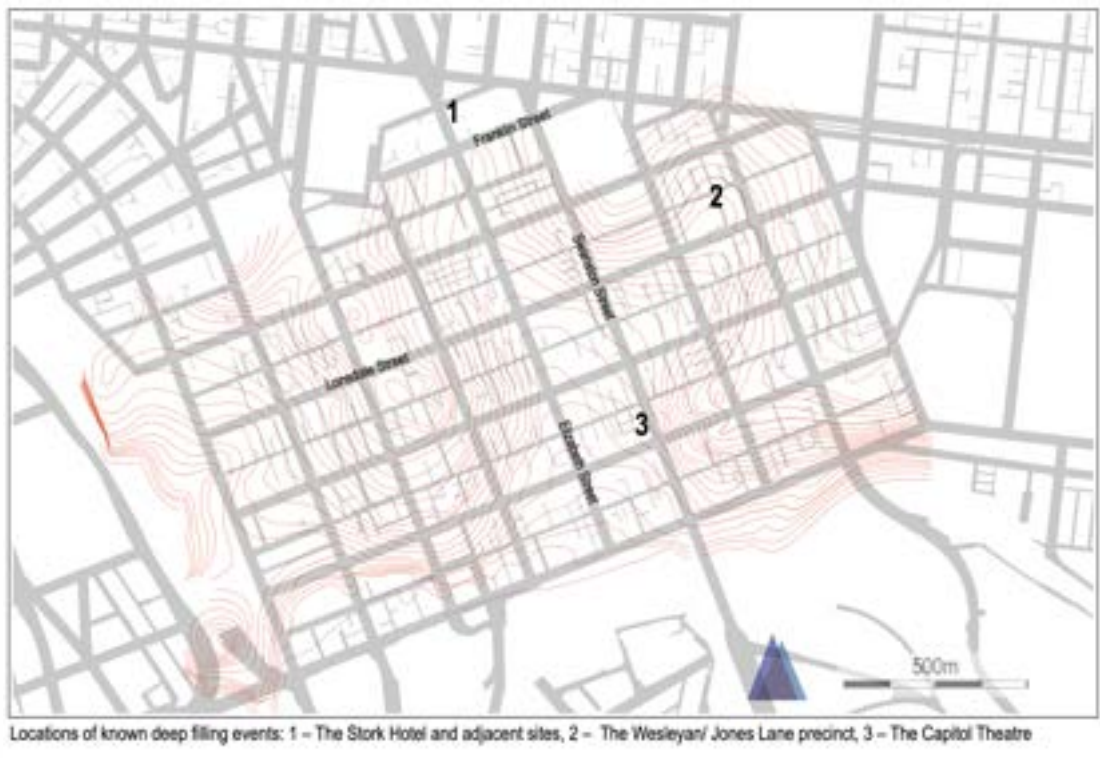 1
Franklin Street
2
Swanston Street
Lonsdale Street
3
Elizabeth Street
500m
Locations of known deep filling events: 1 – The Stork Hotel and adjacent sites, 2 – The Wesleyan/ Jones Lane precinct, 3 – The Capitol Theatre